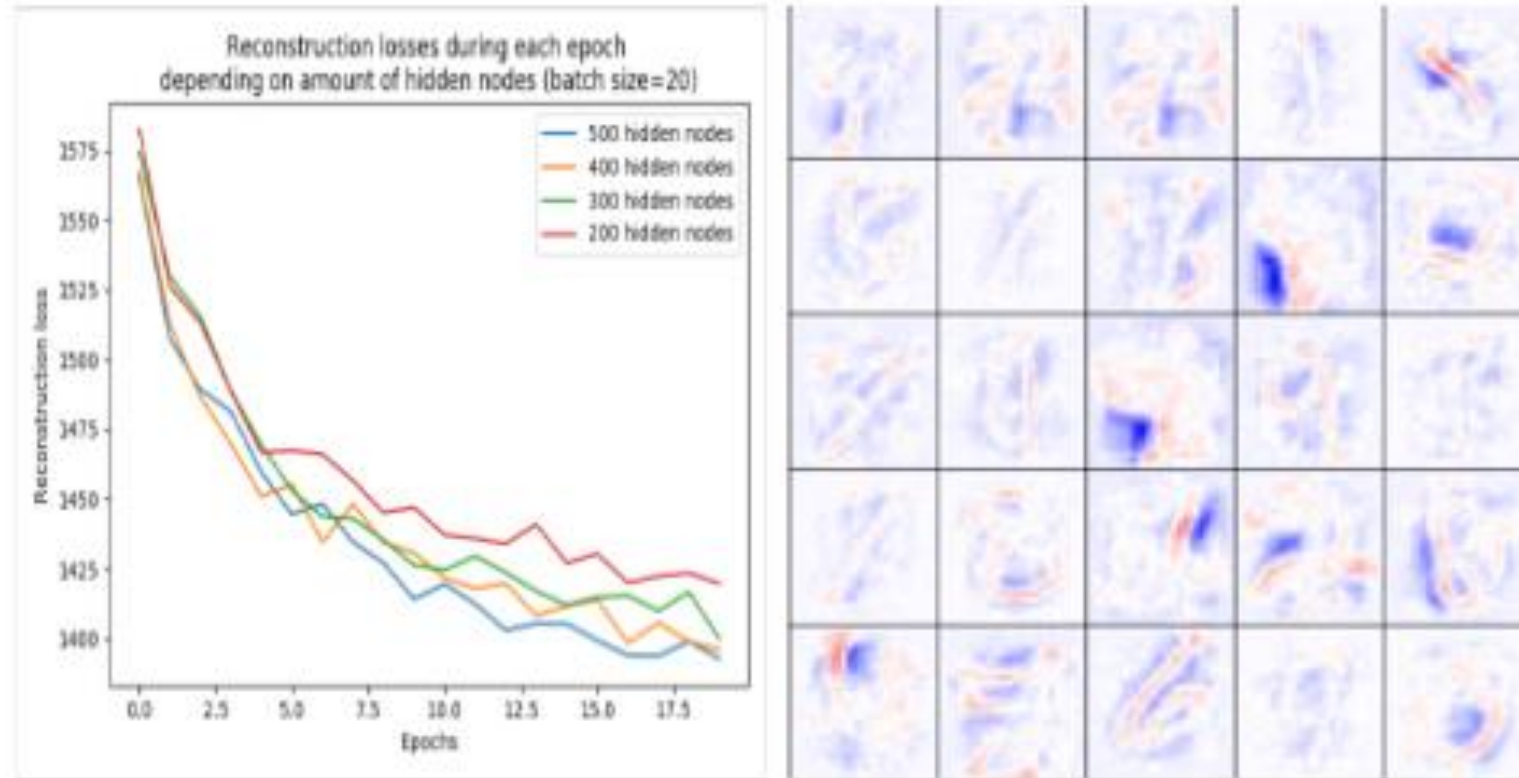 Reconstruction losses during each epoch
depending on amount of hidden nodes (batch size=20)
500 hidden nodes
400 hidden nodes
300 hidden nodes
200 hidden nodes
1575
1550
1525
1500
1475
1450
1425
1400
Reconstruction loss
0.0 2.5 5.0 7.5 10.0 12.5 15.0 17.5
Epochs